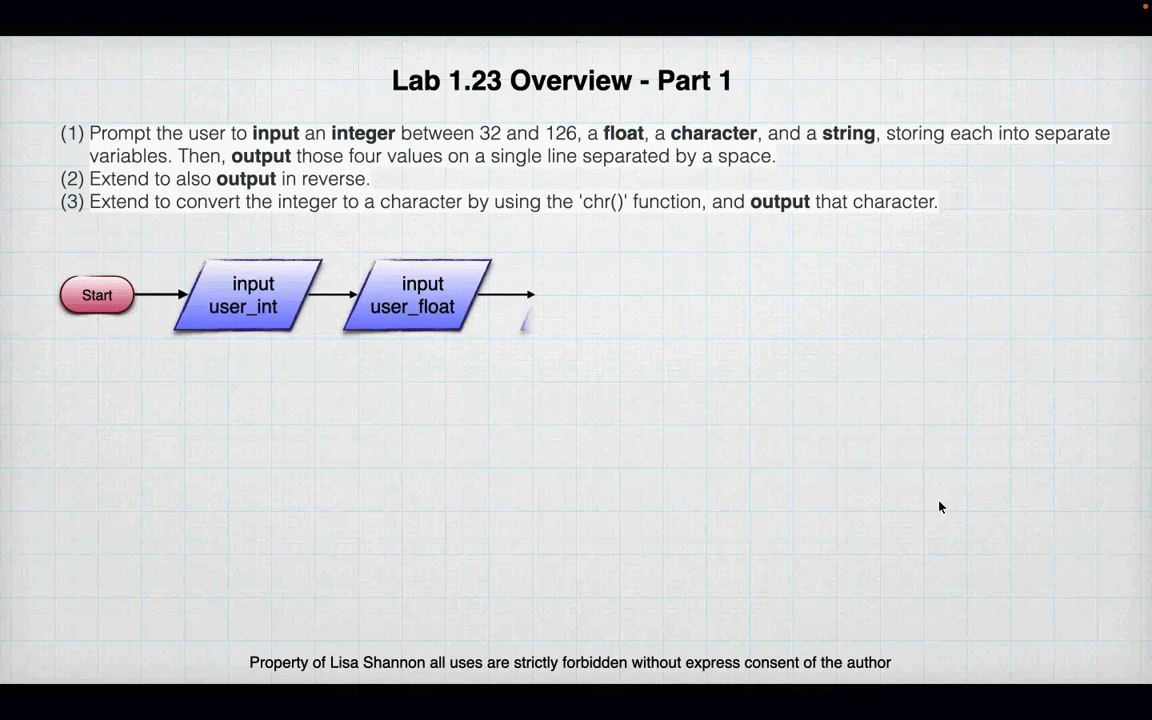 Lab 1.23 Overview - Part 1
(1) Prompt the user to input an integer between 32 and 126, a float, a character, and a string, storing each into separate
variables. Then, output those four values on a single line separated by a space.
(2) Extend to also output in reverse.
(3) Extend to convert the integer to a character by using the 'chr()' function, and output that character.
Start
input
user_int
input
user_float
Property of Lisa Shannon all uses are strictly forbidden without express consent of the author